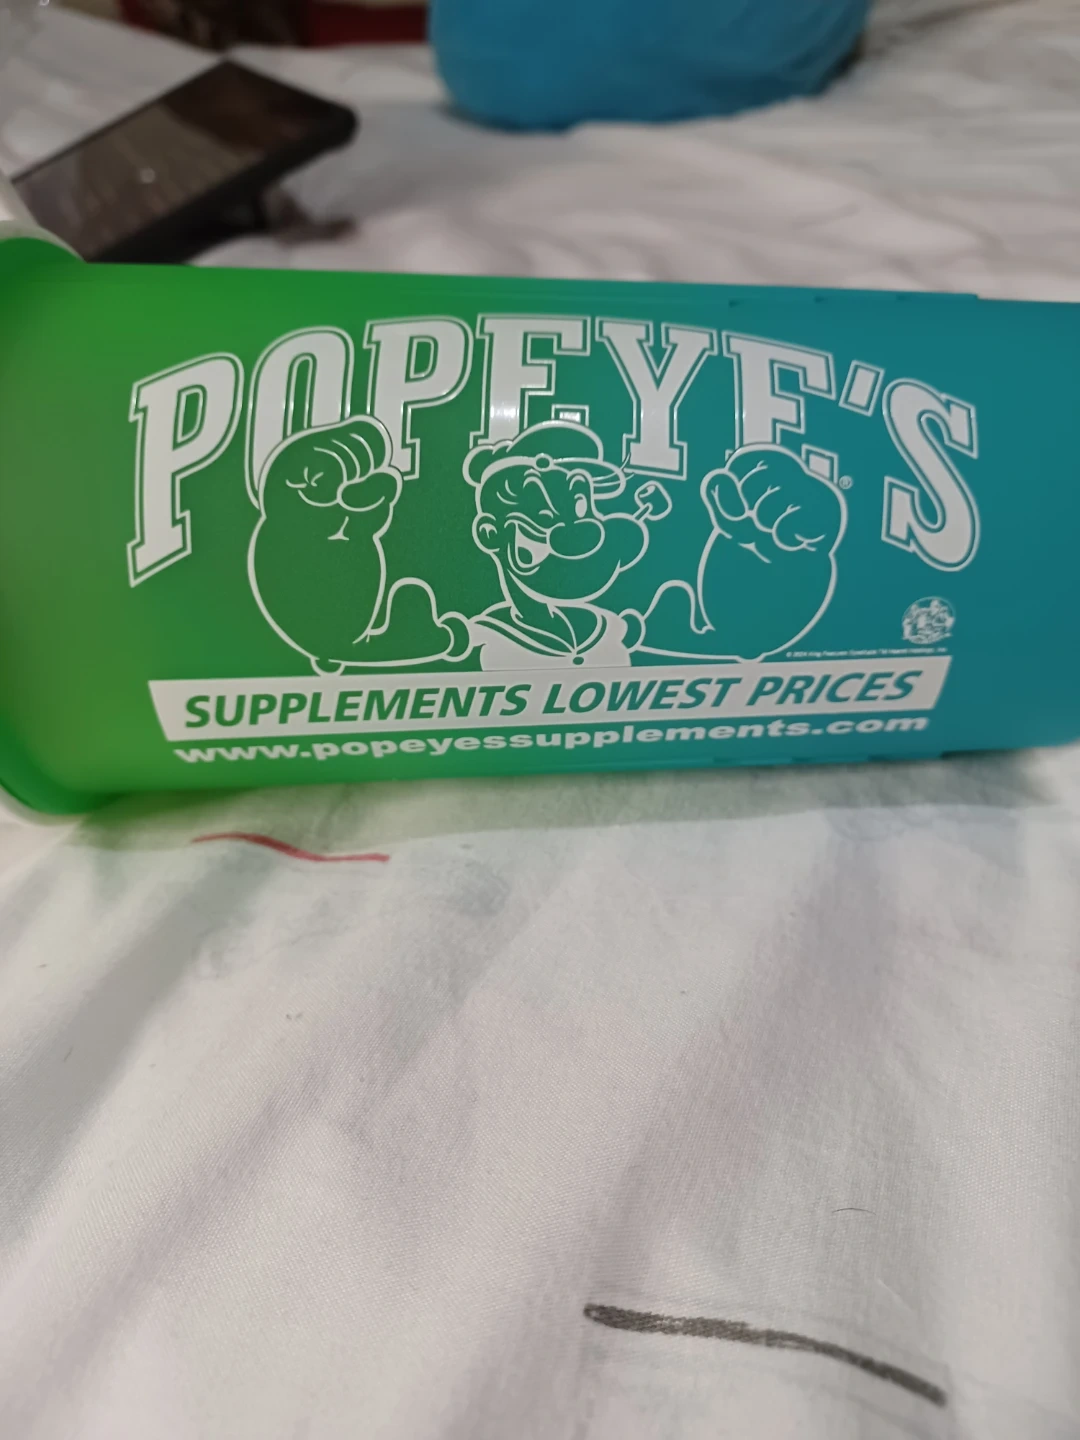 POPEYE'S
®
SUPPLEMENTS LOWEST PRICES
www.popeyessupplements.com